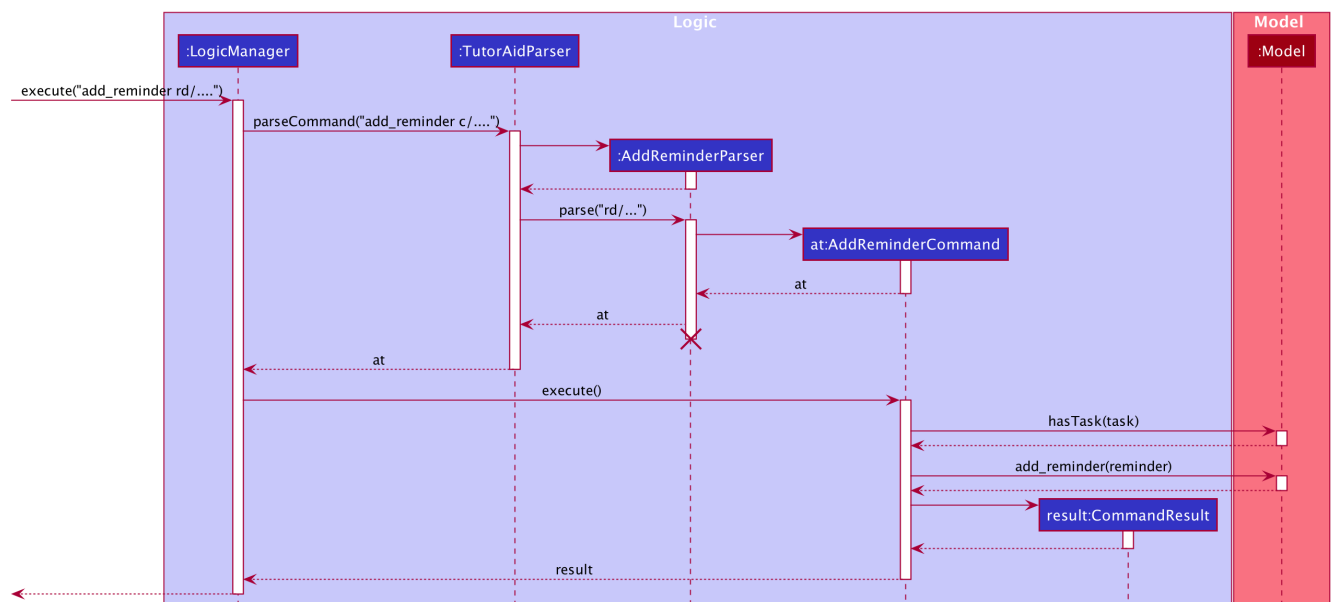 Logic
Model
:LogicManager
:TutorAidParser
:Model
execute("add_reminder rd/....")
parseCommand("add_reminder c/....")
:AddReminderParser
parse("rd/...")
at:AddReminderCommand
at
at
at
execute()
hasTask(task)
add_reminder(reminder)
result:CommandResult
result